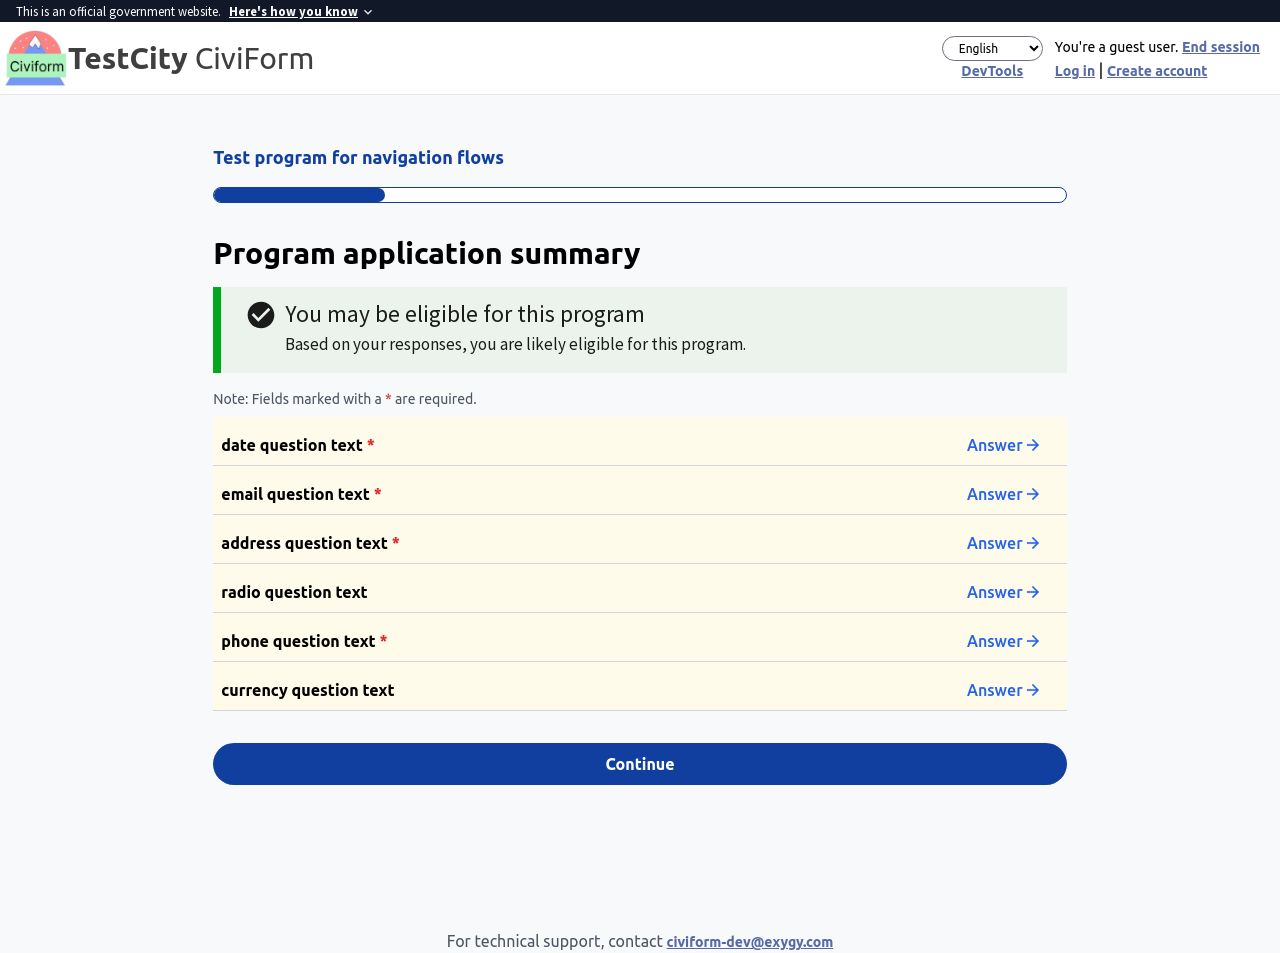 This is an official government website. Here's how you know
Civiform
TestCity CiviForm
English
DevTools
You're a guest user. End session
Log in | Create account
Test program for navigation flows
Program application summary
You may be eligible for this program
Based on your responses, you are likely eligible for this program.
Note: Fields marked with a * are required.
date question text * Answer
email question text * Answer
address question text * Answer
radio question text Answer
phone question text * Answer
currency question text Answer
Continue
For technical support, contact civiform-dev@exygy.com